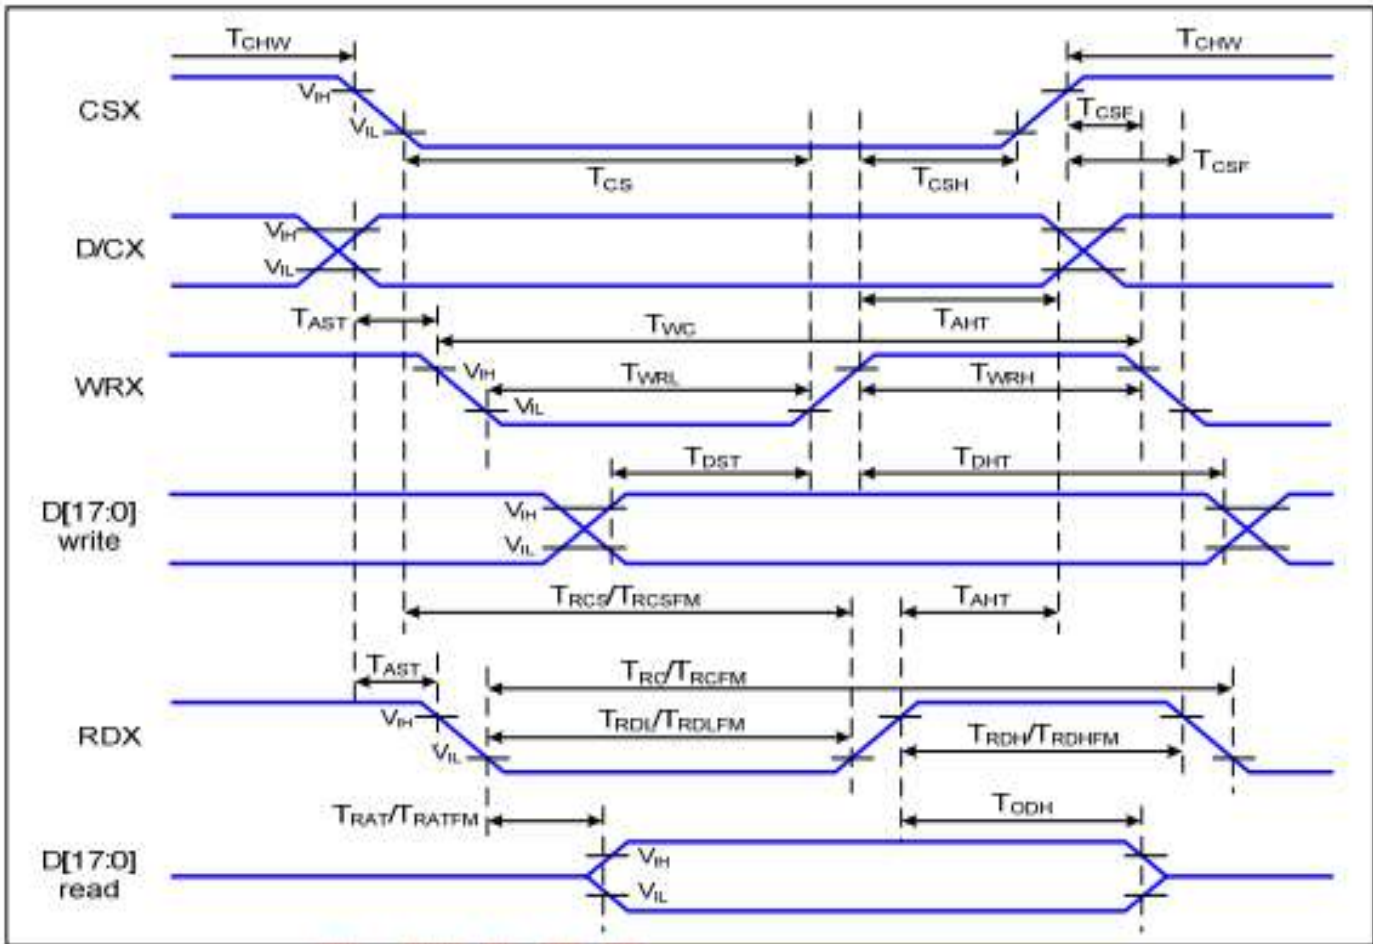 TCHW
TCHW
VIH
TCSF
CSX
VIL
TCSF
TCS
TCSH
VIH
D/CX
VIL
TAST
TWC
TAHT
VIH
TWRL
TWRH
WRX
VIL
TDST
TDHT
D[17:0]
write
VIH
VIL
TRCS/TRCSFM
TAHT
TAST
TRC/TRCFM
VIH
TRDL/TRDLFM
TRDH/TRDHFM
RDX
VIL
TRAT/TRATFM
TODH
D[17:0]
read
VIH
VIL